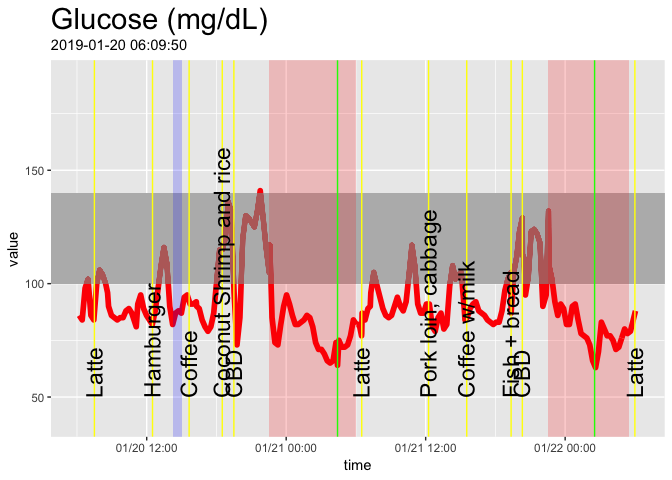 Glucose (mg/dL)
2019-01-20 06:09:50
value
150
100
50
Latte
Hamburger
Coffee
Coconut Shrimp and rice
CBD
Latte
Pork loin, cabbage
Coffee w/milk
Fish + bread
CBD
Latte
01/20 12:00
01/21 00:00
01/21 12:00
01/22 00:00
time